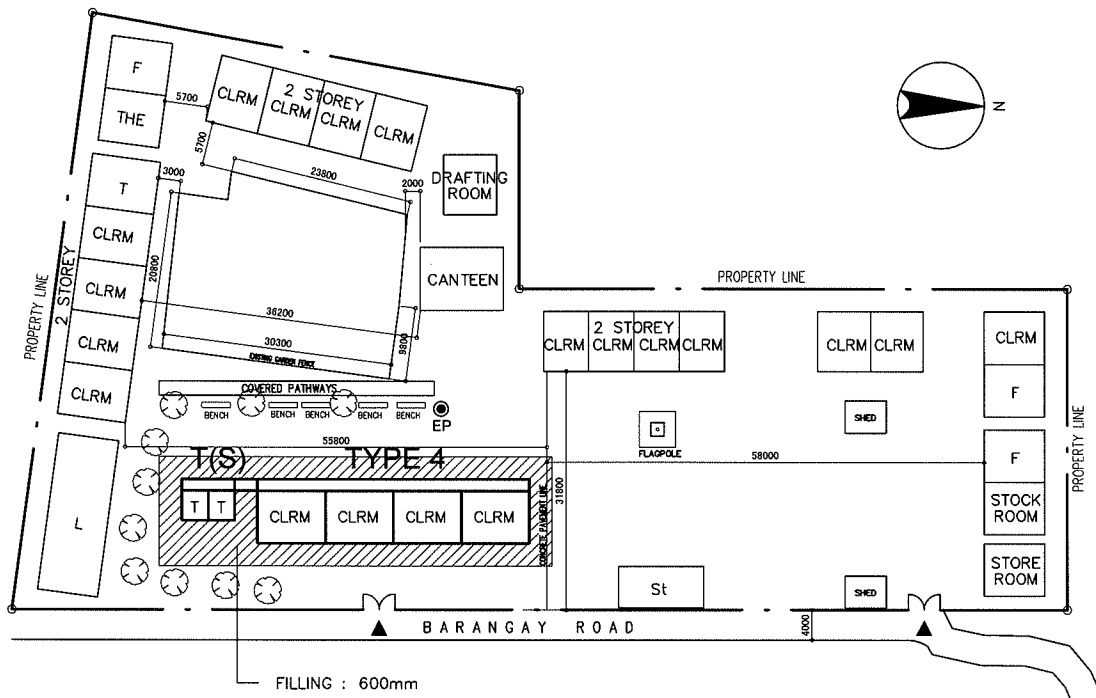 F
THE
5700
5700
CLRM
2 STOREY
CLRM
CLRM
CLRM
N
T
3000
23800
2000
DRAFTING
ROOM
CLRM
CLRM
CLRM
CLRM
2 STOREY
PROPERTY LINE
20800
36200
30300
9800
EXISTING GARDEN FENCE
CANTEEN
PROPERTY LINE
2 STOREY
CLRM
CLRM
CLRM
CLRM
CLRM
CLRM
CLRM
F
COVERED PATHWAYS
BENCH
BENCH
BENCH
BENCH
BENCH
EP
SHED
FLAGPOLE
55800
58000
31800
T(S)
TYPE 4
CONCRETE PAVEMENT LINE
L
T
T
CLRM
CLRM
CLRM
CLRM
F
STOCK
ROOM
STORE
ROOM
PROPERTY LINE
St
SHED
BARANGAY ROAD
4000
FILLING : 600mm